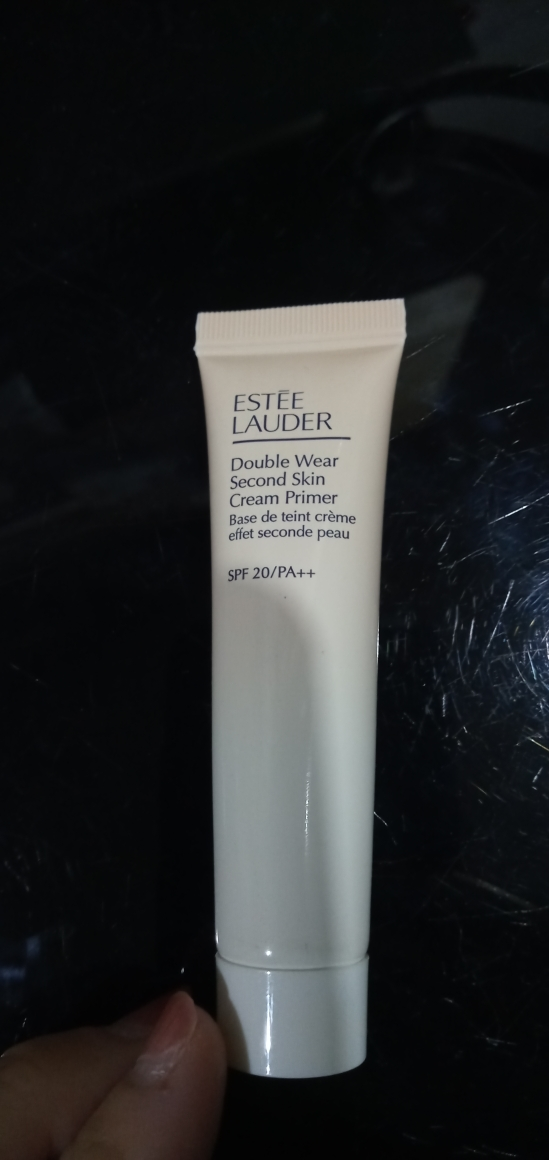 ESTĒE
LAUDER
Double Wear
Second Skin
Cream Primer
Base de teint crème
effet seconde peau
SPF 20/PA++